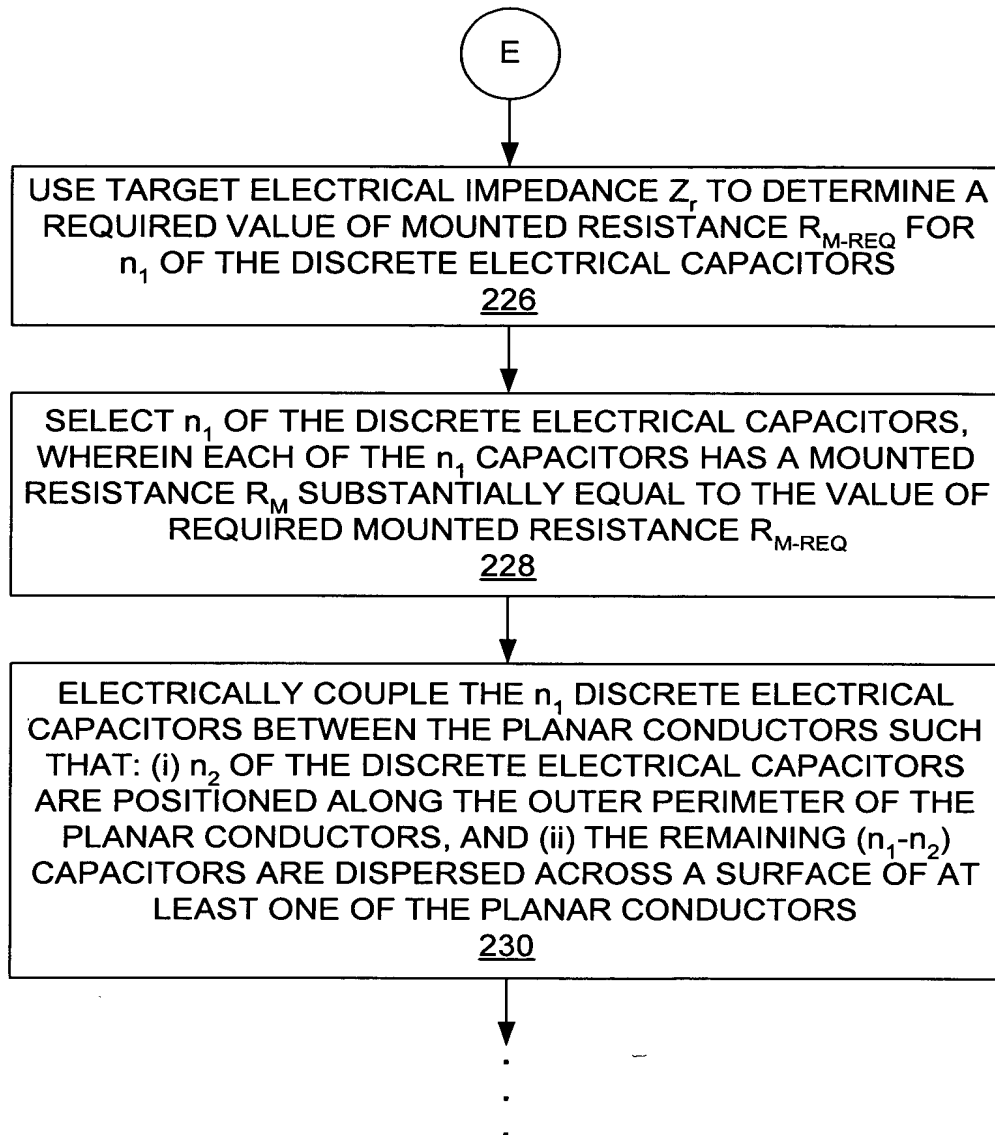 E
USE TARGET ELECTRICAL IMPEDANCE Zᵣ TO DETERMINE A
REQUIRED VALUE OF MOUNTED RESISTANCE R_M-REQ FOR
n₁ OF THE DISCRETE ELECTRICAL CAPACITORS
226
SELECT n₁ OF THE DISCRETE ELECTRICAL CAPACITORS,
WHEREIN EACH OF THE n₁ CAPACITORS HAS A MOUNTED
RESISTANCE R_M SUBSTANTIALLY EQUAL TO THE VALUE OF
REQUIRED MOUNTED RESISTANCE R_M-REQ
228
ELECTRICALLY COUPLE THE n₁ DISCRETE ELECTRICAL
CAPACITORS BETWEEN THE PLANAR CONDUCTORS SUCH
THAT: (i) n₂ OF THE DISCRETE ELECTRICAL CAPACITORS
ARE POSITIONED ALONG THE OUTER PERIMETER OF THE
PLANAR CONDUCTORS, AND (ii) THE REMAINING (n₁-n₂)
CAPACITORS ARE DISPERSED ACROSS A SURFACE OF AT
LEAST ONE OF THE PLANAR CONDUCTORS
230